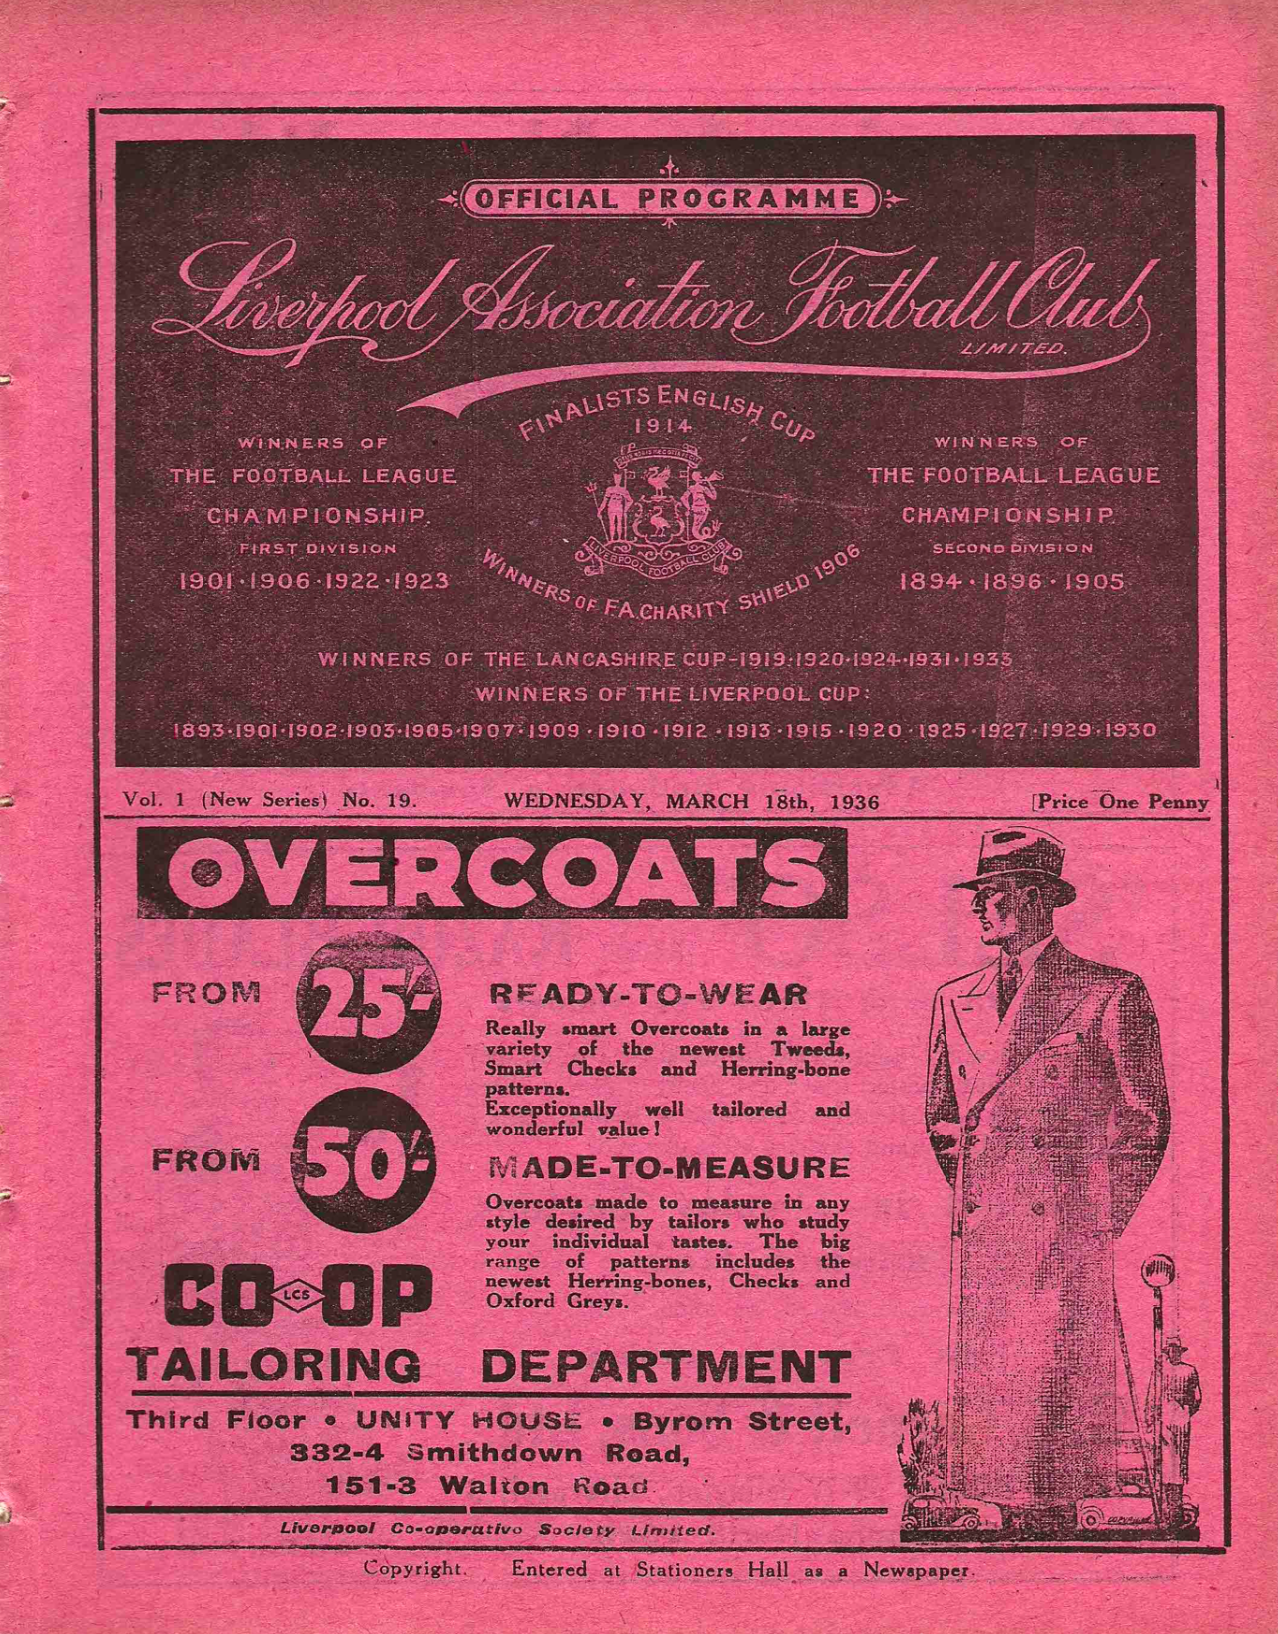 OFFICIAL PROGRAMME
Liverpool Association Football Club
LIMITED.
FINALISTS ENGLISH CUP
1914
WINNERS OF
THE FOOTBALL LEAGUE
CHAMPIONSHIP.
FIRST DIVISION
1901 · 1906 · 1922 · 1923
LIVERPOOL FOOTBALL CLUB
WINNERS OF F.A. CHARITY SHIELD 1906
WINNERS OF
THE FOOTBALL LEAGUE
CHAMPIONSHIP
SECOND DIVISION
1894 · 1896 · 1905
WINNERS OF THE LANCASHIRE CUP-1919·1920·1924·1931·1933
WINNERS OF THE LIVERPOOL CUP:
1893·1901·1902·1903·1905·1907·1909·1910·1912·1913·1915·1920·1925·1927·1929·1930
Vol. 1 (New Series) No. 19. WEDNESDAY, MARCH 18th, 1936 [Price One Penny
OVERCOATS
FROM 25/-
READY-TO-WEAR
Really smart Overcoats in a large
variety of the newest Tweeds,
Smart Checks and Herring-bone
patterns.
Exceptionally well tailored and
wonderful value!
FROM 50/-
MADE-TO-MEASURE
Overcoats made to measure in any
style desired by tailors who study
your individual tastes. The big
range of patterns includes the
newest Herring-bones, Checks and
Oxford Greys.
CO LCS OP
TAILORING DEPARTMENT
Third Floor • UNITY HOUSE • Byrom Street,
332-4 Smithdown Road,
151-3 Walton Road
Liverpool Co-operative Society Limited.
Copyright. Entered at Stationers Hall as a Newspaper.